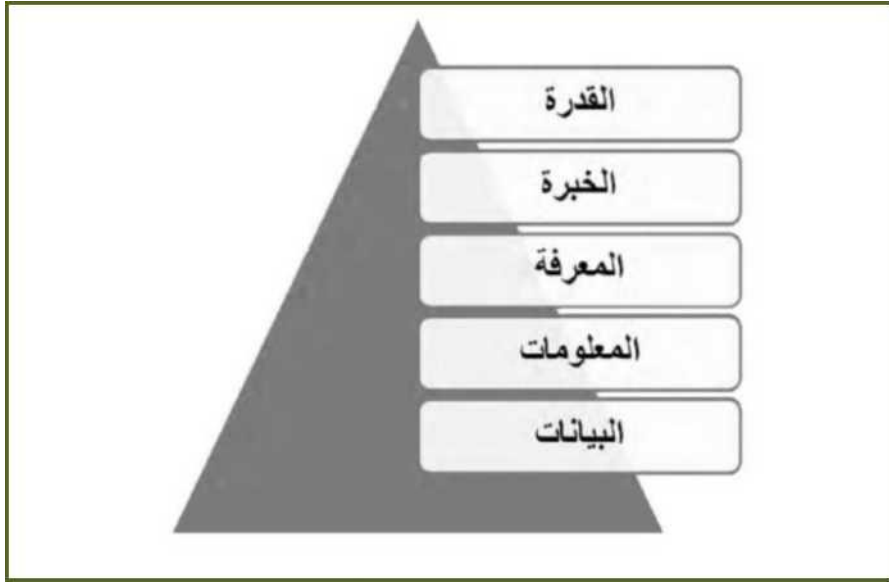 القدرة
الخبرة
المعرفة
المعلومات
البيانات